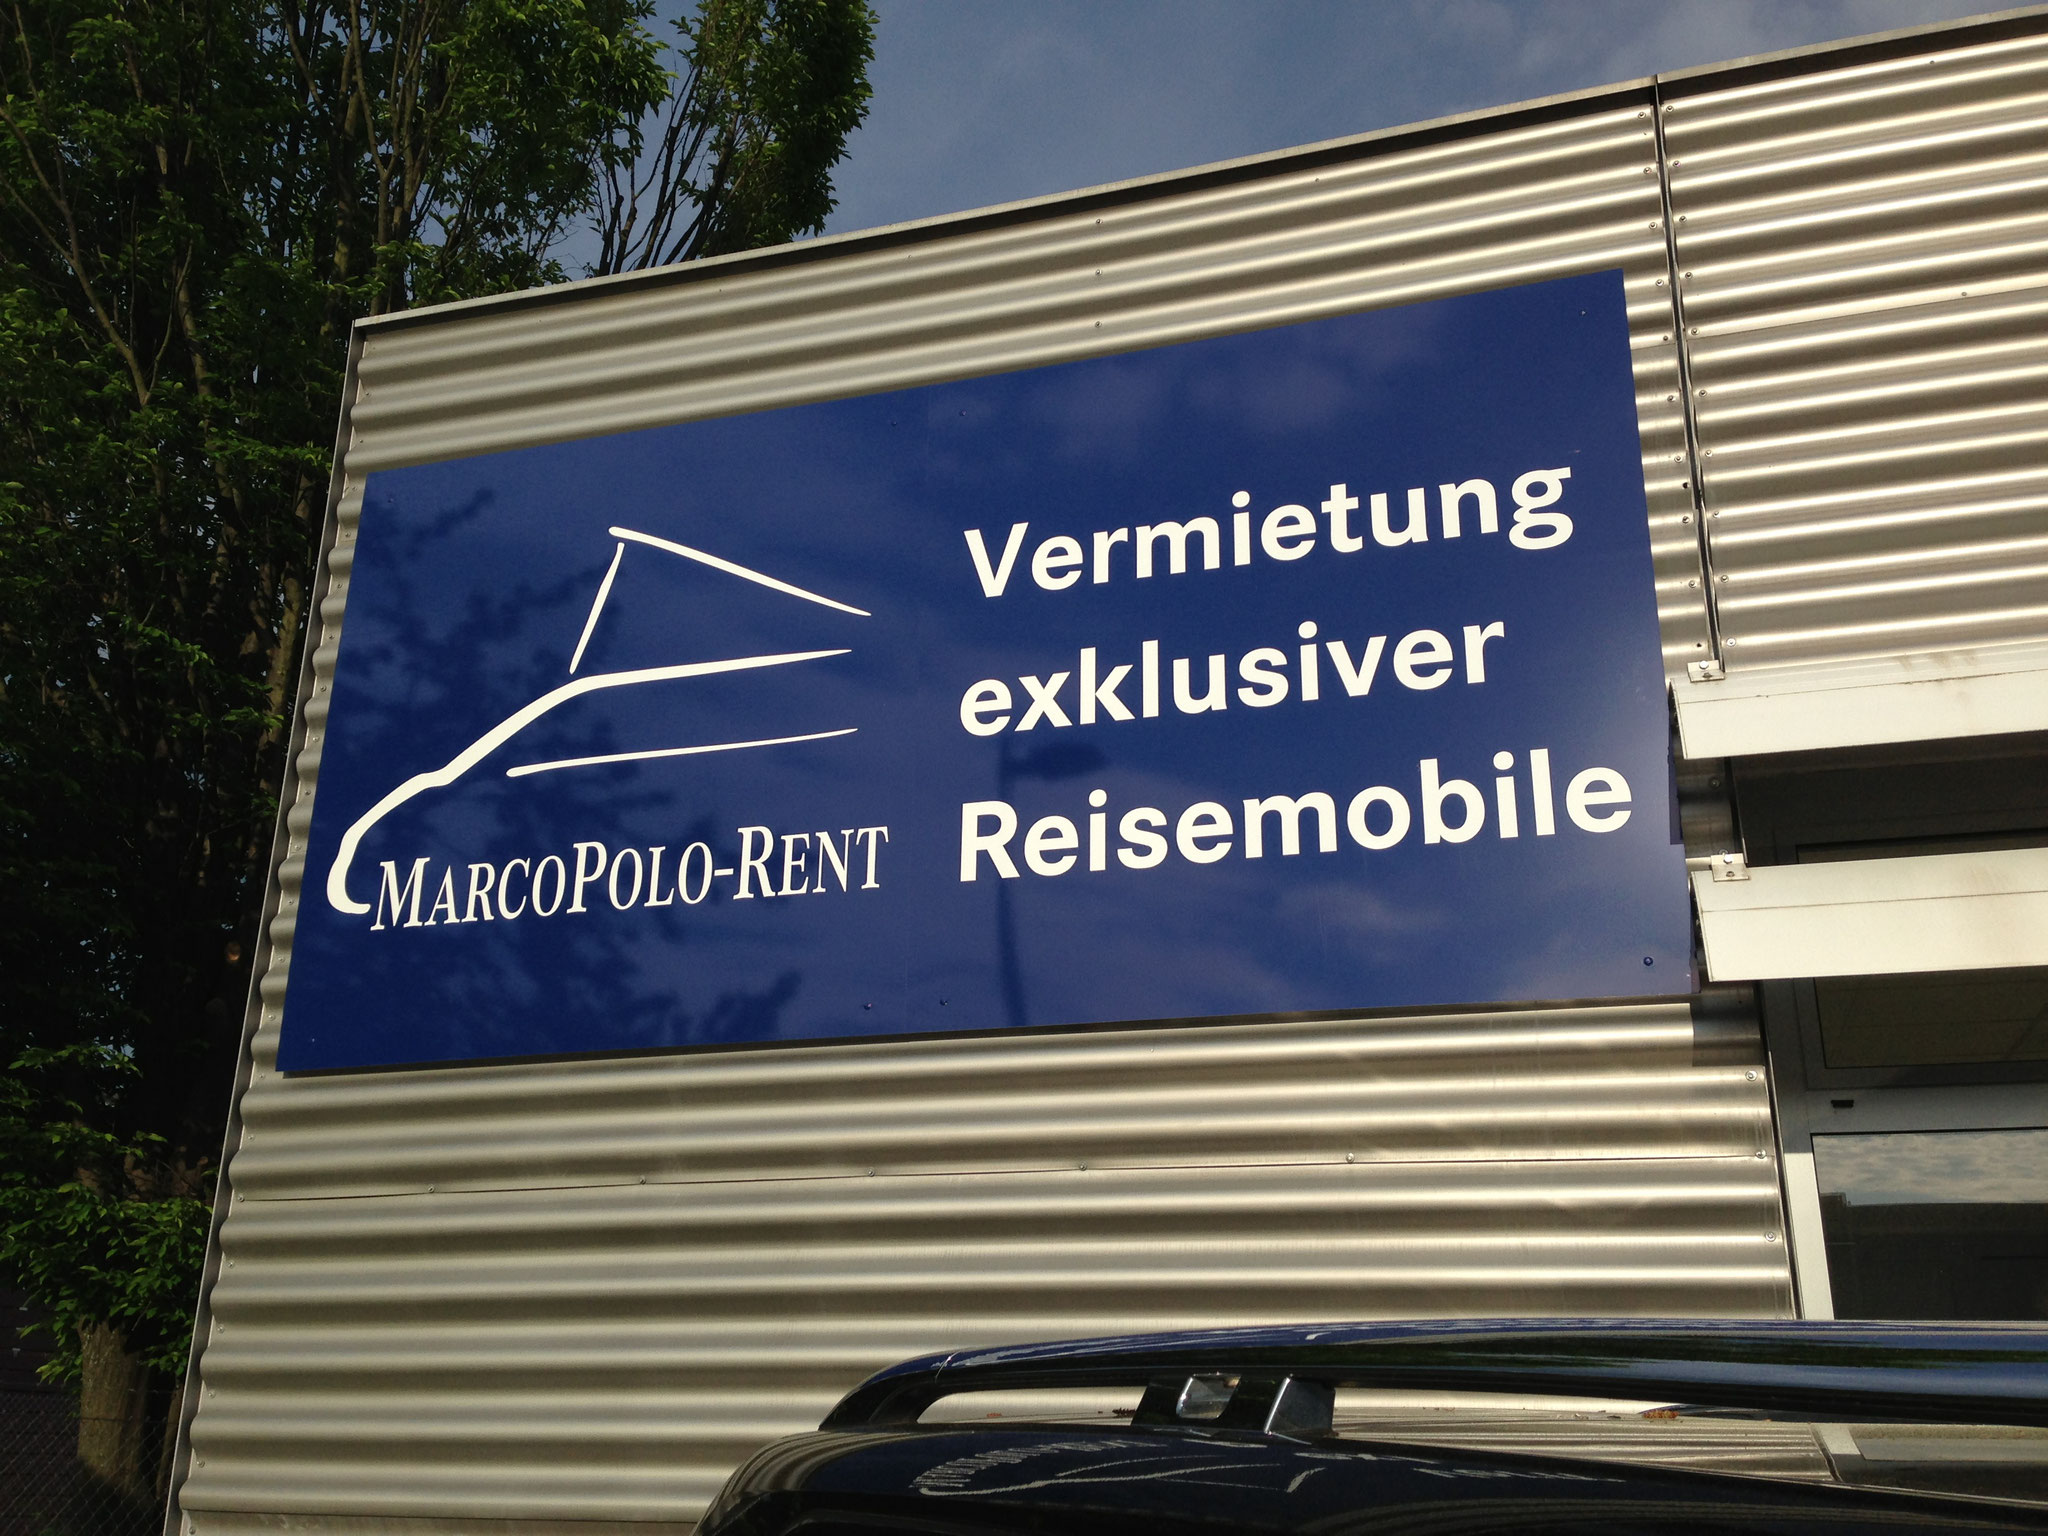 MARCOPOLO-RENT
Vermietung
exklusiver
Reisemobile